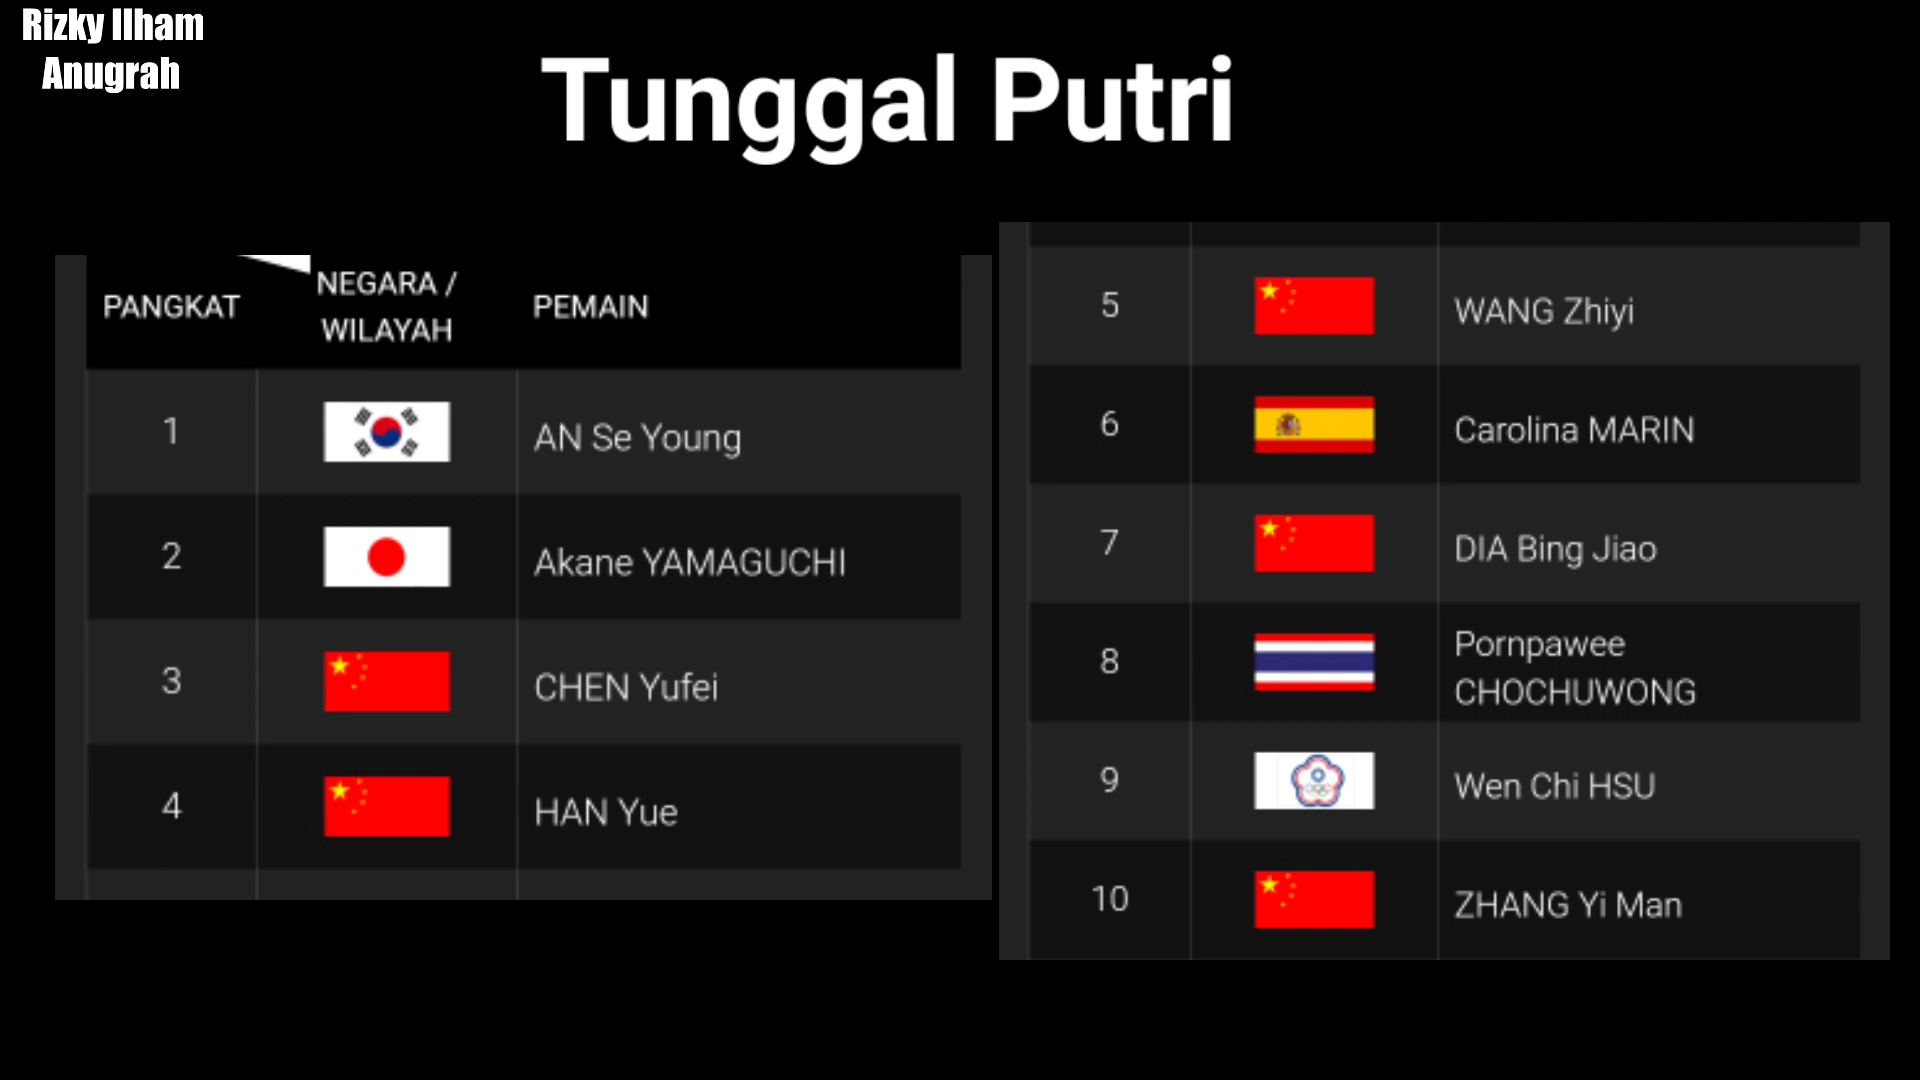 Rizky Ilham
Anugrah
Tunggal Putri
PANGKAT NEGARA / WILAYAH PEMAIN
1 AN Se Young
2 Akane YAMAGUCHI
3 CHEN Yufei
4 HAN Yue
5 WANG Zhiyi
6 Carolina MARIN
7 DIA Bing Jiao
8 Pornpawee
CHOCHUWONG
9 Wen Chi HSU
10 ZHANG Yi Man